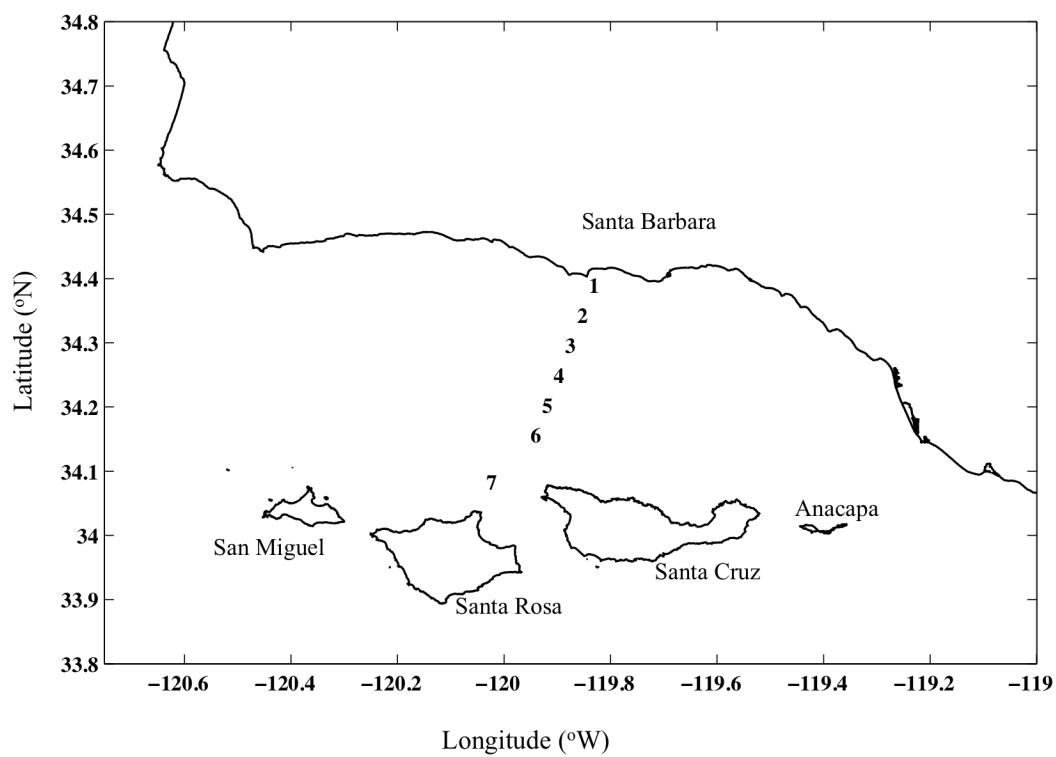 34.8
34.7
34.6
34.5
34.4
34.3
34.2
34.1
34
33.9
33.8
Latitude (ºN)
Santa Barbara
1
2
3
4
5
6
7
San Miguel
Santa Rosa
Santa Cruz
Anacapa
−120.6 −120.4 −120.2 −120 −119.8 −119.6 −119.4 −119.2 −119
Longitude (ºW)